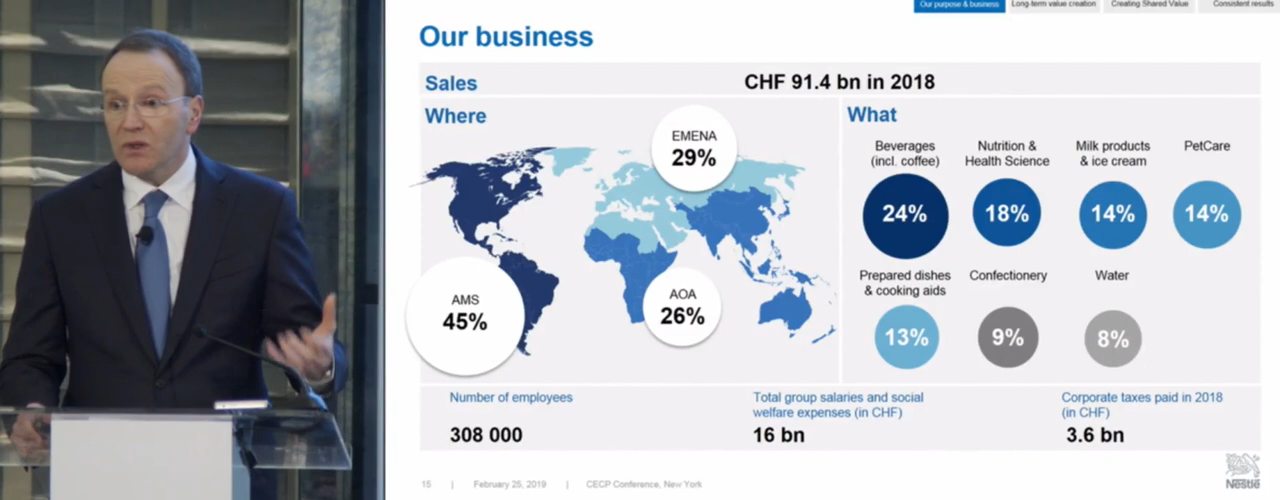 Our purpose & business
Long-term value creation
Creating Shared Value
Consistent results
Our business
Sales
CHF 91.4 bn in 2018
Where
What
EMENA
29%
AMS
45%
AOA
26%
Beverages
(incl. coffee)
24%
Nutrition &
Health Science
18%
Milk products
& ice cream
14%
PetCare
14%
Prepared dishes
& cooking aids
13%
Confectionery
9%
Water
8%
Number of employees
308 000
Total group salaries and social
welfare expenses (in CHF)
16 bn
Corporate taxes paid in 2018
(in CHF)
3.6 bn
15 | February 25, 2019 | CECP Conference, New York
Nestlé